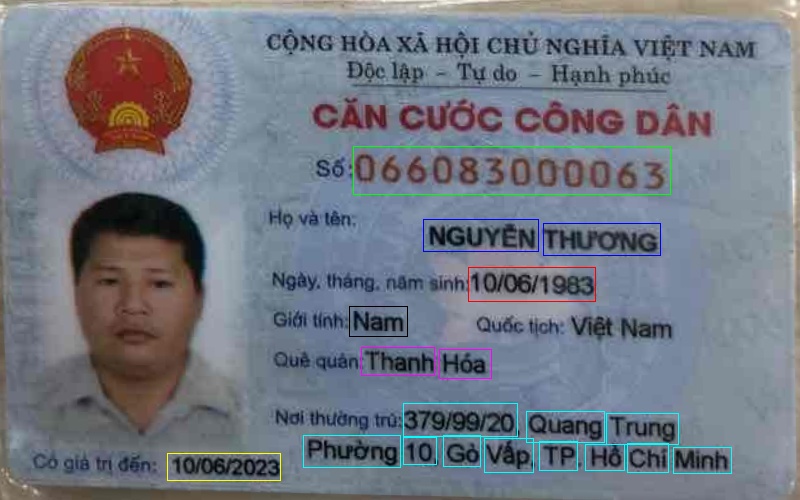 CỘNG HÒA XÃ HỘI CHỦ NGHĨA VIỆT NAM
Độc lập – Tự do – Hạnh phúc
CĂN CƯỚC CÔNG DÂN
Số: 066083000063
Họ và tên:
NGUYỄN THƯƠNG
Ngày, tháng, năm sinh: 10/06/1983
Giới tính: Nam Quốc tịch: Việt Nam
Quê quán: Thanh Hóa
Nơi thường trú: 379/99/20, Quang Trung
Phường 10, Gò Vấp, TP. Hồ Chí Minh
Có giá trị đến: 10/06/2023